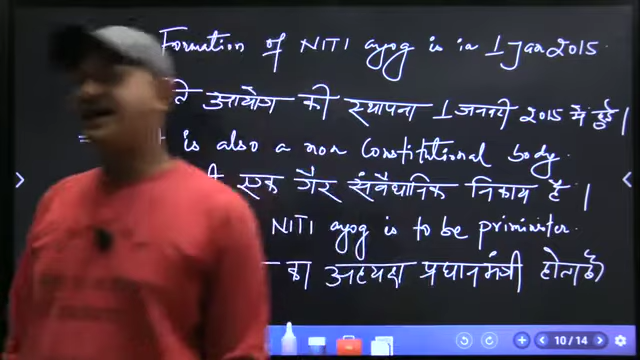 Formation of NITI ayog is in 1 Jan 2015.
आयोग की स्थापना 1 जनवरी 2015 में हुई।
is also a non Constitutional body.
एक गैर संवैधानिक निकाय है।
NITI ayog is to be priminister.
का अध्यक्ष प्रधानमंत्री होता है
10 / 14